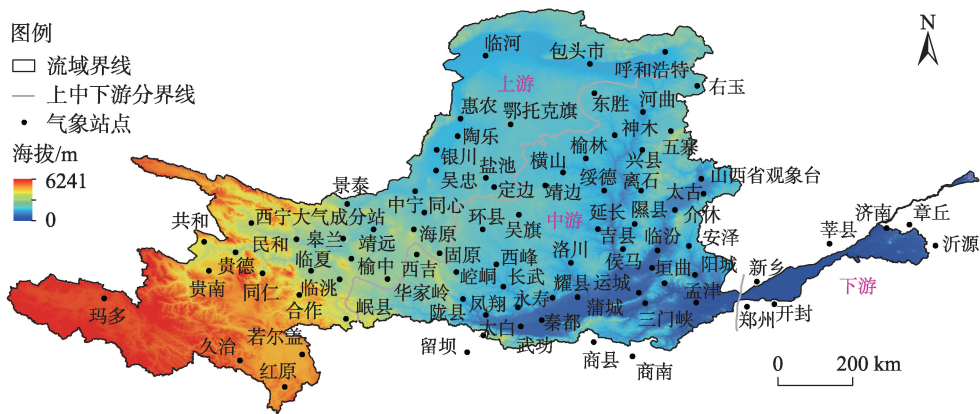 图例
流域界线
上中下游分界线
气象站点
海拔/m
6241
0
N
临河
包头市
呼和浩特
上游
右玉
惠农
鄂托克旗
东胜
河曲
陶乐
神木
五寨
银川
盐池
横山
榆林
兴县
吴忠
定边
靖边
绥德
离石
山西省观象台
太古
景泰
中宁
同心
环县
吴旗
中游
延长
隰县
介休
共和
西宁大气成分站
民和
皋兰
靖远
海原
固原
西峰
洛川
吉县
临汾
安泽
莘县
济南
章丘
沂源
贵德
临夏
榆中
西吉
崆峒
长武
耀县
侯马
垣曲
阳城
新乡
下游
贵南
同仁
临洮
华家岭
运城
孟津
玛多
合作
岷县
陇县
凤翔
永寿
蒲城
三门峡
郑州
开封
太白
秦都
武功
久治
若尔盖
留坝
商县
商南
红原
0
200 km